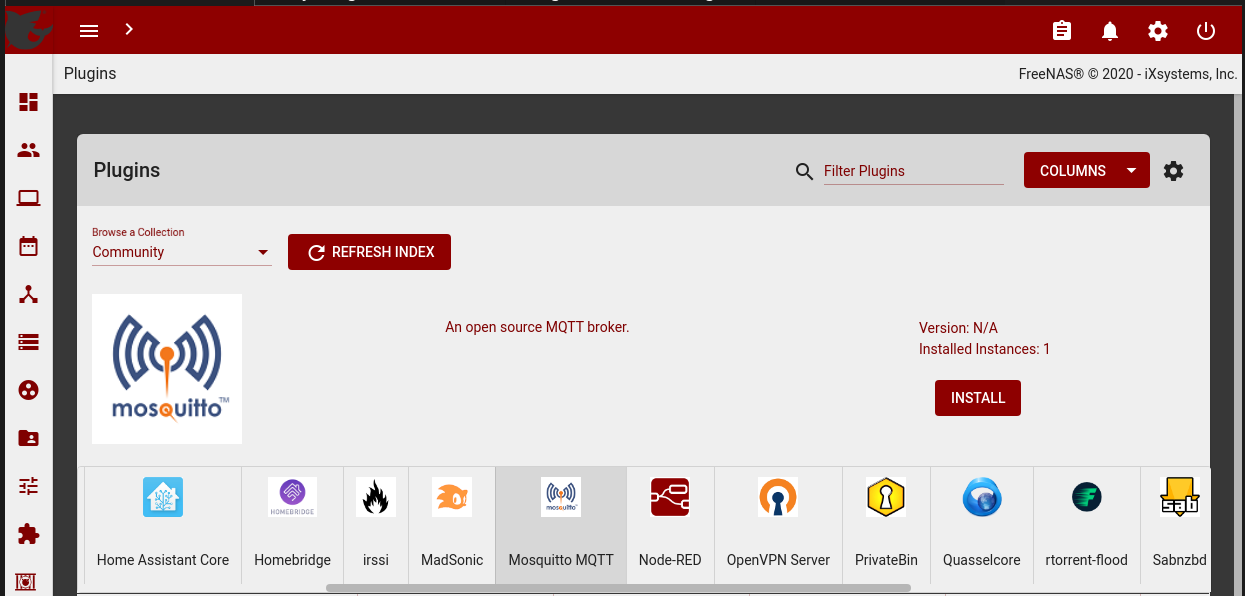 Plugins
FreeNAS® © 2020 - iXsystems, Inc.
Plugins
Filter Plugins
COLUMNS
Browse a Collection
Community
REFRESH INDEX
mosquitto™
An open source MQTT broker.
Version: N/A
Installed Instances: 1
INSTALL
HOMEBRIDGE
mosquitto
sab
Home Assistant Core
Homebridge
irssi
MadSonic
Mosquitto MQTT
Node-RED
OpenVPN Server
PrivateBin
Quasselcore
rtorrent-flood
Sabnzbd